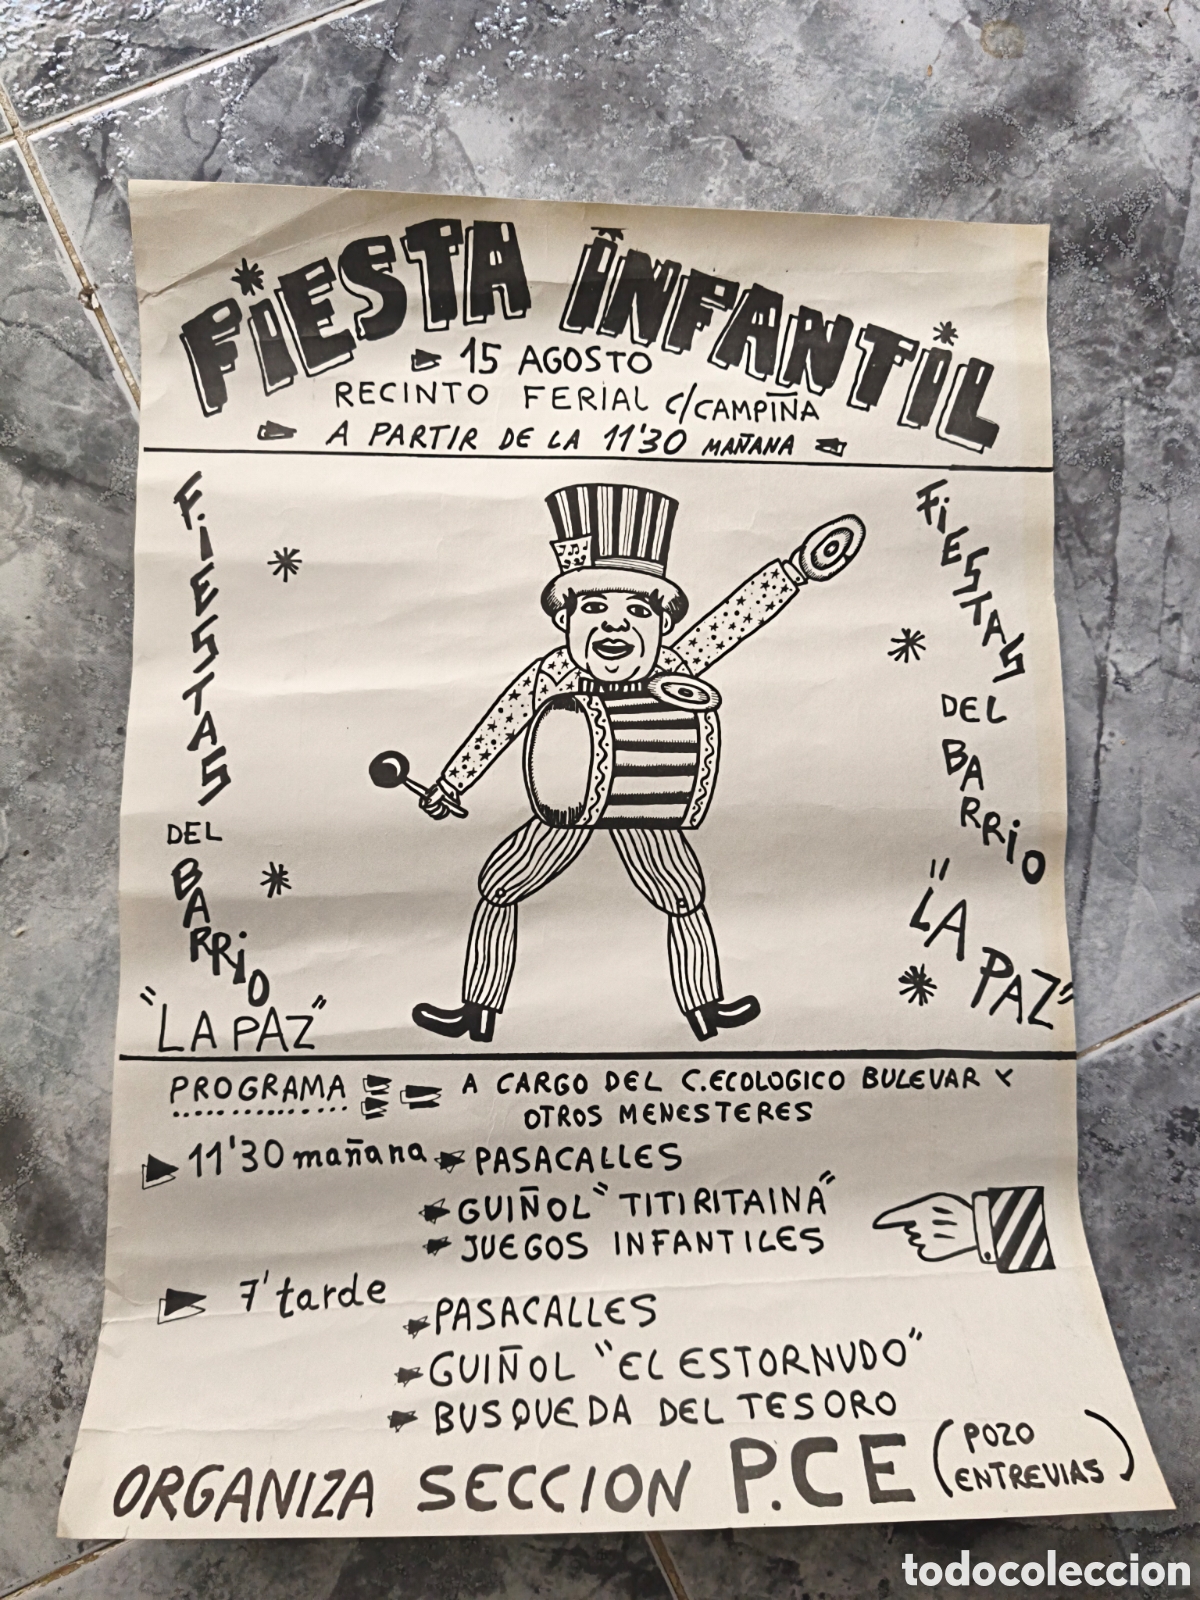 FIESTA INFANTIL
15 AGOSTO
RECINTO FERIAL C/CAMPIÑA
A PARTIR DE LA 11'30 MAÑANA
FIESTAS
DEL
BARRIO
"LA PAZ"
FIESTAS
DEL
BARRIO
"LA PAZ"
PROGRAMA A CARGO DEL C.ECOLOGICO BULEVAR Y
OTROS MENESTERES
11'30 mañana PASACALLES
GUIÑOL "TITIRITAINA"
JUEGOS INFANTILES
7' tarde
PASACALLES
GUIÑOL "EL ESTORNUDO"
BUSQUEDA DEL TESORO
ORGANIZA SECCION P.CE (POZO
ENTREVIAS)
todocoleccion